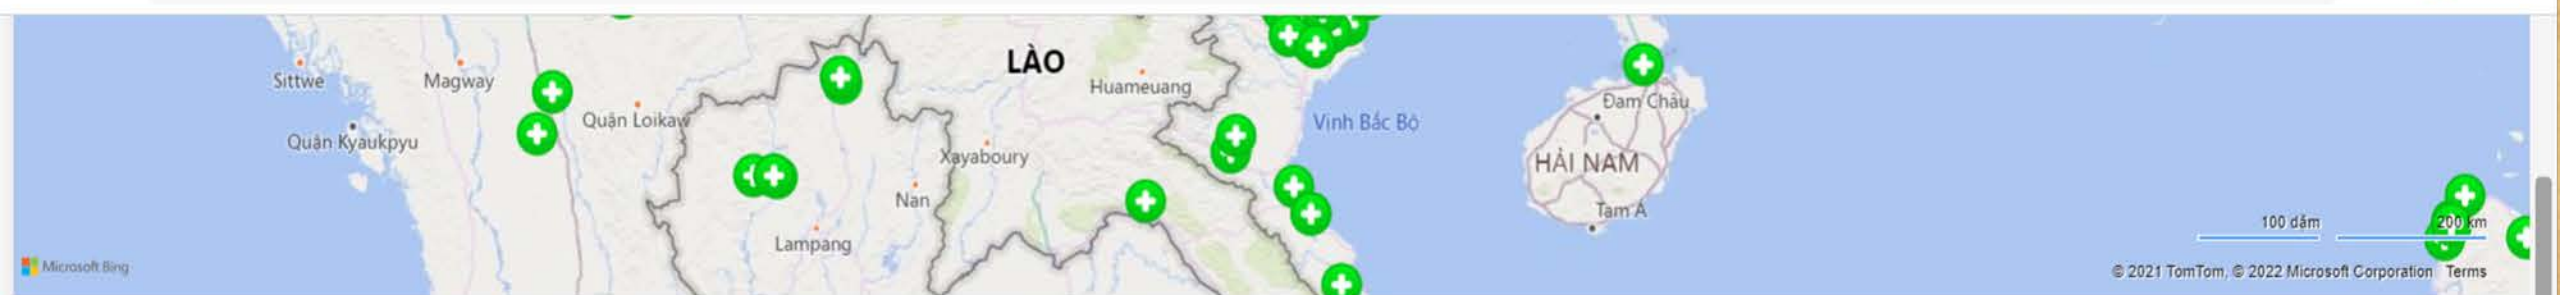 LÀO
Sittwe
Magway
Huameuang
Đam Châu
Quận Loikaw
Vinh Bắc Bộ
Quận Kyaukpyu
Xayaboury
HẢI NAM
Nan
Tam Á
100 dặm
200 km
Lampang
Microsoft Bing
© 2021 TomTom, © 2022 Microsoft Corporation Terms